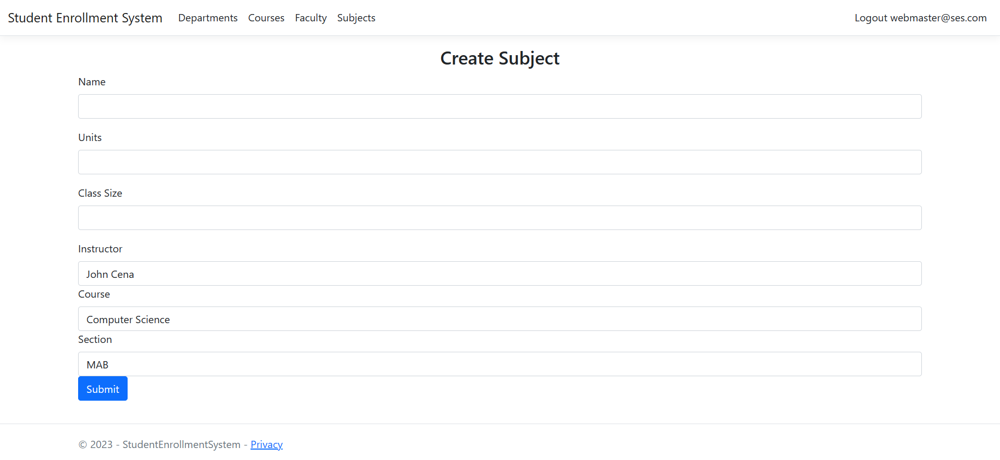 Student Enrollment System Departments Courses Faculty Subjects Logout webmaster@ses.com
Create Subject
Name
Units
Class Size
Instructor
John Cena
Course
Computer Science
Section
MAB
Submit
© 2023 - StudentEnrollmentSystem - Privacy